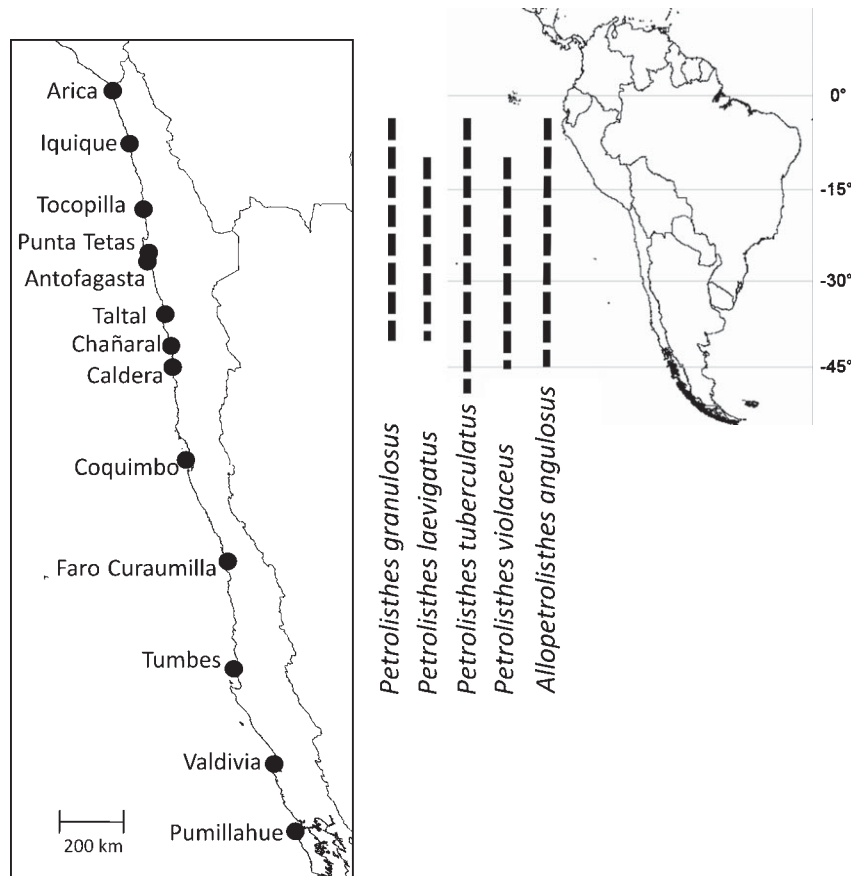 Arica
Iquique
Tocopilla
Punta Tetas
Antofagasta
Taltal
Chañaral
Caldera
Coquimbo
Faro Curaumilla
Tumbes
Valdivia
Pumillahue
200 km
0°
-15°
-30°
-45°
Petrolisthes granulosus
Petrolisthes laevigatus
Petrolisthes tuberculatus
Petrolisthes violaceus
Allopetrolisthes angulosus